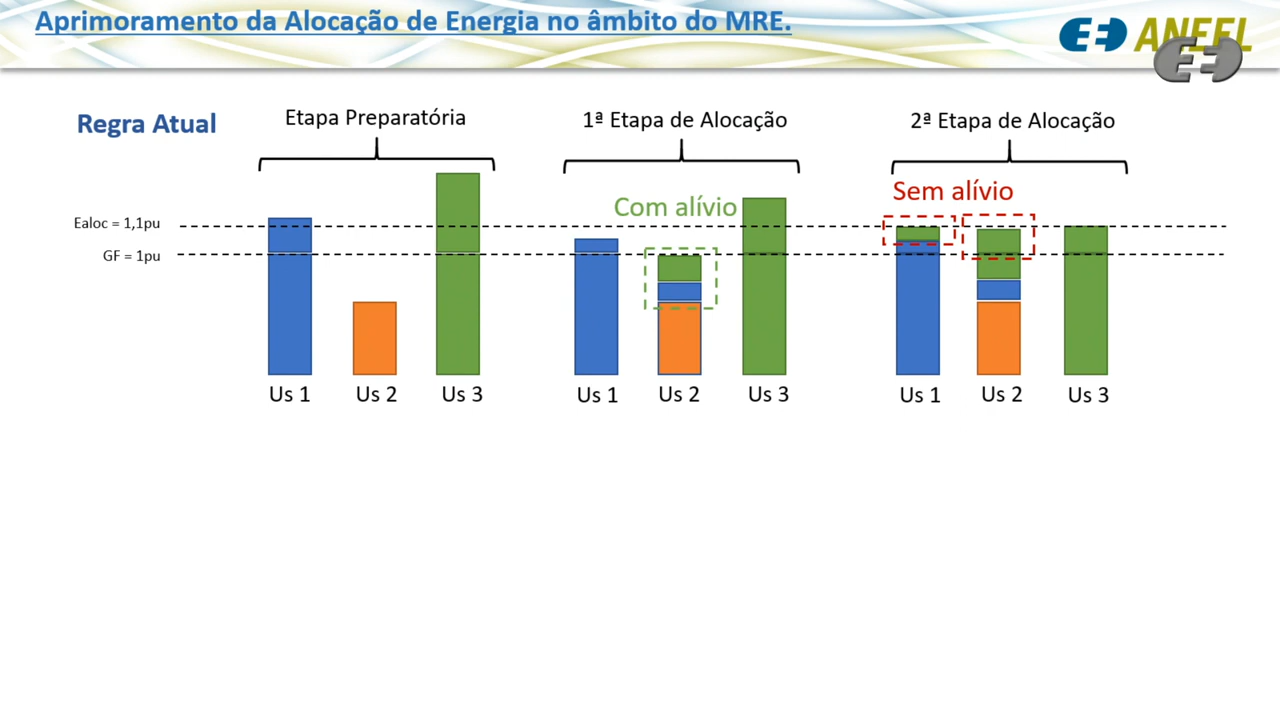 Aprimoramento da Alocação de Energia no âmbito do MRE.
ANEEL
Regra Atual
Etapa Preparatória
1ª Etapa de Alocação
2ª Etapa de Alocação
Com alívio
Sem alívio
Ealoc = 1,1pu
GF = 1pu
Us 1
Us 2
Us 3
Us 1
Us 2
Us 3
Us 1
Us 2
Us 3